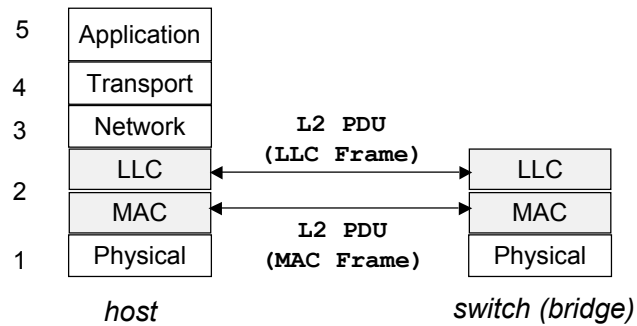 5 Application
4 Transport
3 Network
L2 PDU
(LLC Frame)
LLC LLC
2
MAC MAC
L2 PDU
(MAC Frame)
1 Physical Physical
host switch (bridge)